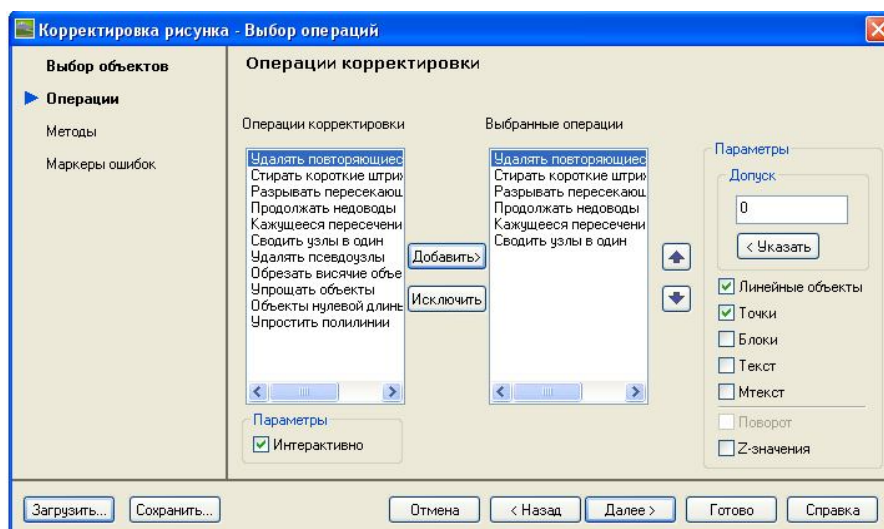 Корректировка рисунка - Выбор операций
Выбор объектов
Операции
Методы
Маркеры ошибок
Операции корректировки
Операции корректировки
Удалять повторяющиес
Стирать короткие штрих
Разрывать пересекающ
Продолжать недоводы
Кажущееся пересечени
Сводить узлы в один
Удалять псевдоузлы
Обрезать висячие объе
Упрощать объекты
Объекты нулевой длинь
Упростить полилинии
Параметры
Интерактивно
Добавить>
Исключить
Выбранные операции
Удалять повторяющиес
Стирать короткие штрих
Разрывать пересекающ
Продолжать недоводы
Кажущееся пересечени
Сводить узлы в один
Параметры
Допуск
0
< Указать
Линейные объекты
Точки
Блоки
Текст
Мтекст
Поворот
Z-значения
Загрузить...
Сохранить...
Отмена
< Назад
Далее >
Готово
Справка